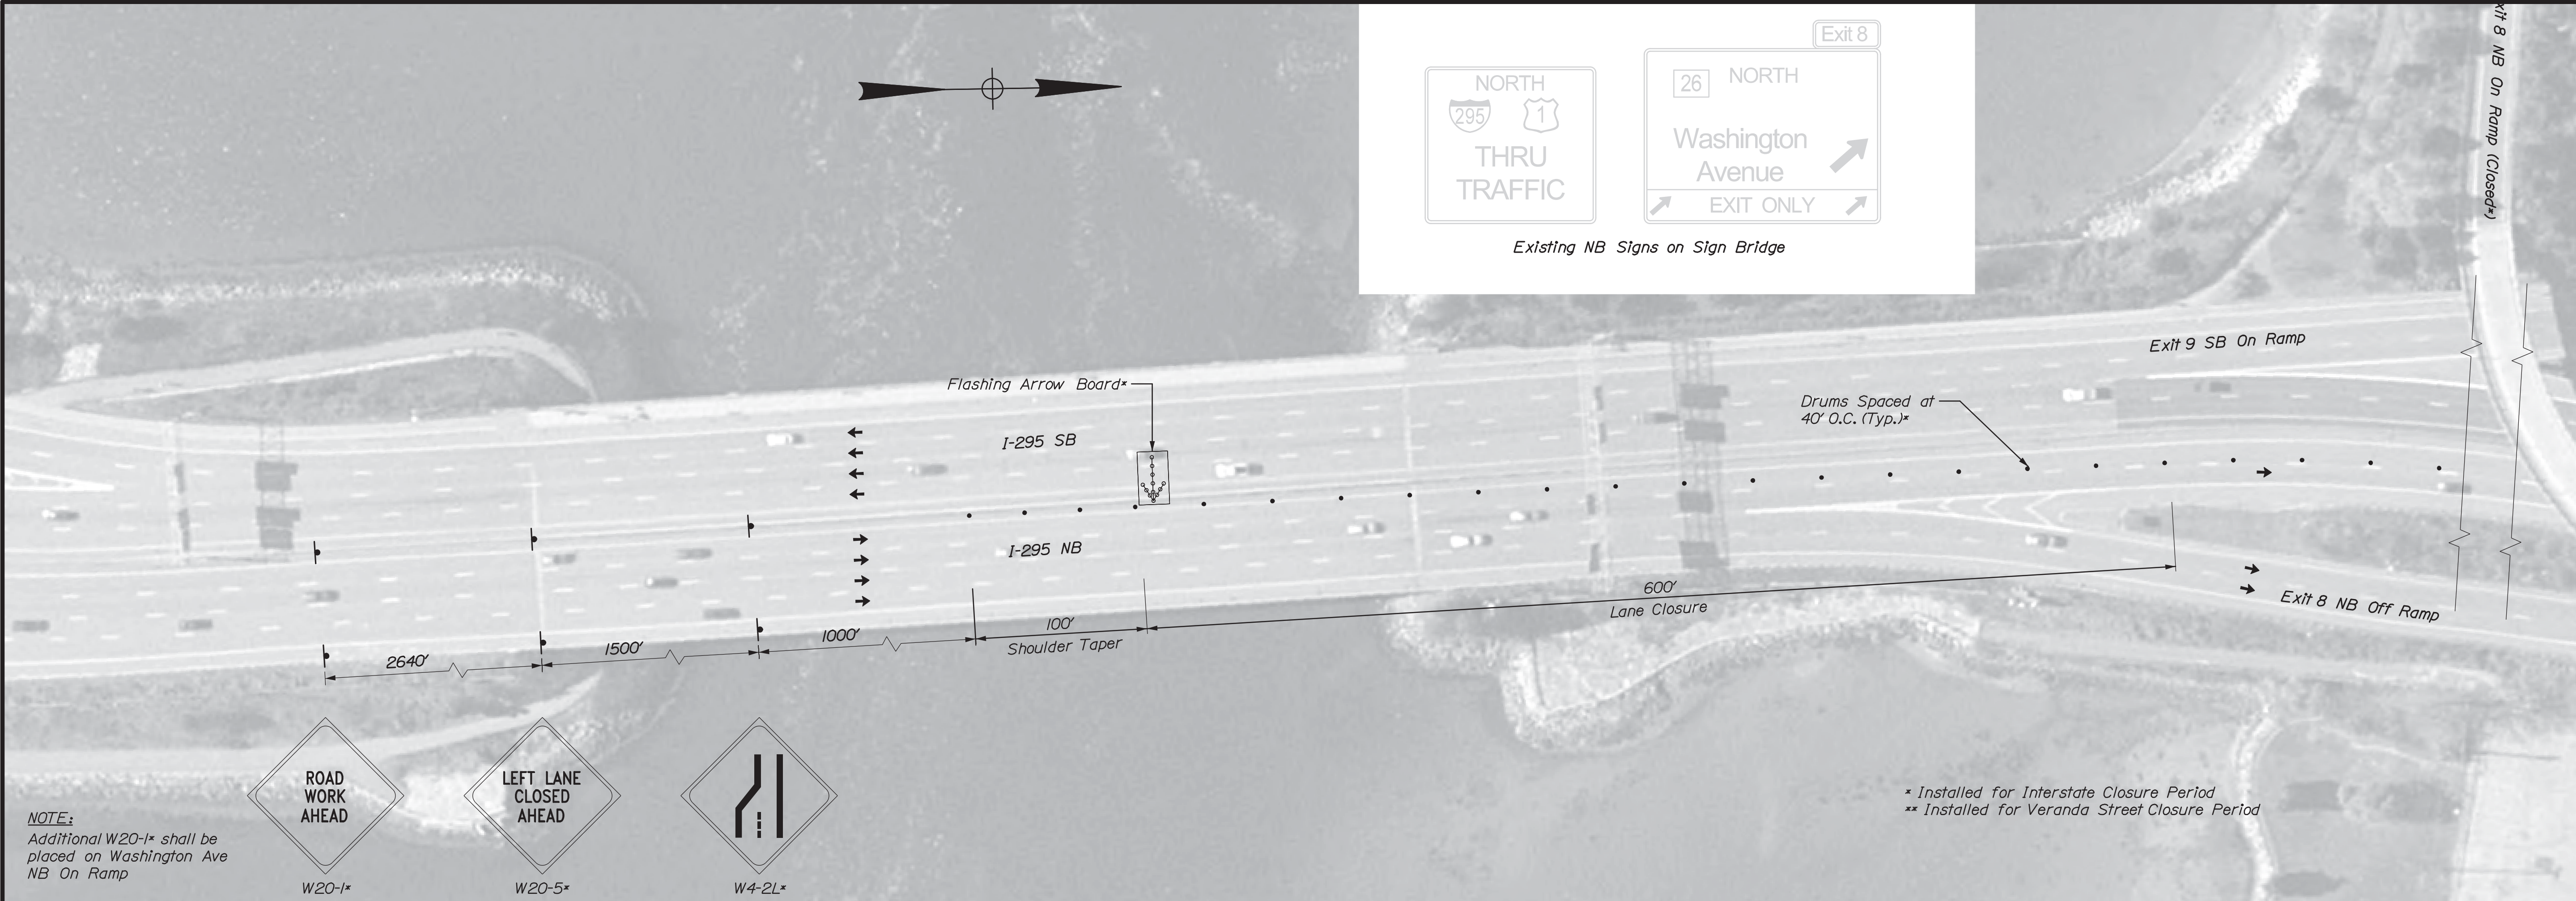 Exit 8
NORTH
295
1
THRU
TRAFFIC
26
NORTH
Washington
Avenue
EXIT ONLY
Existing NB Signs on Sign Bridge
Exit 8 NB On Ramp (Closed*)
Exit 9 SB On Ramp
Flashing Arrow Board*
Drums Spaced at
40' O.C. (Typ.)*
I-295 SB
I-295 NB
600'
Lane Closure
Exit 8 NB Off Ramp
2640'
1500'
1000'
100'
Shoulder Taper
ROAD
WORK
AHEAD
W20-1*
LEFT LANE
CLOSED
AHEAD
W20-5*
W4-2L*
NOTE:
Additional W20-1* shall be
placed on Washington Ave
NB On Ramp
* Installed for Interstate Closure Period
** Installed for Veranda Street Closure Period